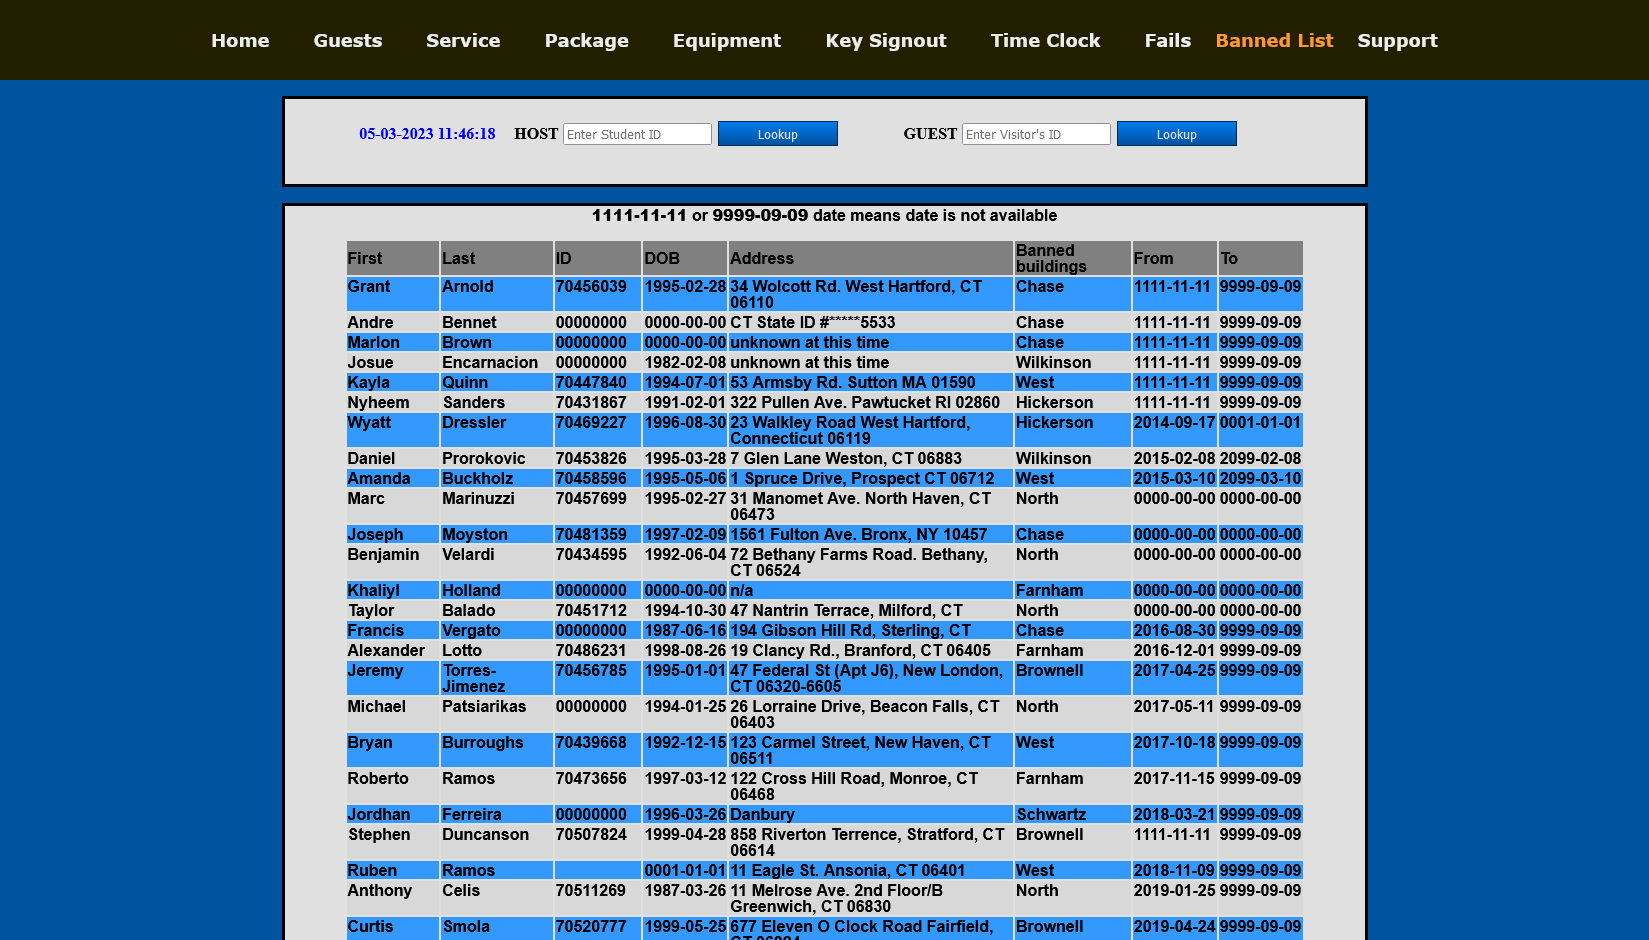 Home Guests Service Package Equipment Key Signout Time Clock Fails Banned List Support
05-03-2023 11:46:18 HOST Enter Student ID Lookup GUEST Enter Visitor's ID Lookup
1111-11-11 or 9999-09-09 date means date is not available
First Last ID DOB Address Banned buildings From To
Grant Arnold 70456039 1995-02-28 34 Wolcott Rd. West Hartford, CT 06110 Chase 1111-11-11 9999-09-09
Andre Bennet 00000000 0000-00-00 CT State ID #*****5533 Chase 1111-11-11 9999-09-09
Marlon Brown 00000000 0000-00-00 unknown at this time Chase 1111-11-11 9999-09-09
Josue Encarnacion 00000000 1982-02-08 unknown at this time Wilkinson 1111-11-11 9999-09-09
Kayla Quinn 70447840 1994-07-01 53 Armsby Rd. Sutton MA 01590 West 1111-11-11 9999-09-09
Nyheem Sanders 70431867 1991-02-01 322 Pullen Ave. Pawtucket RI 02860 Hickerson 1111-11-11 9999-09-09
Wyatt Dressler 70469227 1996-08-30 23 Walkley Road West Hartford, Connecticut 06119 Hickerson 2014-09-17 0001-01-01
Daniel Prorokovic 70453826 1995-03-28 7 Glen Lane Weston, CT 06883 Wilkinson 2015-02-08 2099-02-08
Amanda Buckholz 70458596 1995-05-06 1 Spruce Drive, Prospect CT 06712 West 2015-03-10 2099-03-10
Marc Marinuzzi 70457699 1995-02-27 31 Manomet Ave. North Haven, CT 06473 North 0000-00-00 0000-00-00
Joseph Moyston 70481359 1997-02-09 1561 Fulton Ave. Bronx, NY 10457 Chase 0000-00-00 0000-00-00
Benjamin Velardi 70434595 1992-06-04 72 Bethany Farms Road. Bethany, CT 06524 North 0000-00-00 0000-00-00
Khaliyl Holland 00000000 0000-00-00 n/a Farnham 0000-00-00 0000-00-00
Taylor Balado 70451712 1994-10-30 47 Nantrin Terrace, Milford, CT North 0000-00-00 0000-00-00
Francis Vergato 00000000 1987-06-16 194 Gibson Hill Rd, Sterling, CT Chase 2016-08-30 9999-09-09
Alexander Lotto 70486231 1998-08-26 19 Clancy Rd., Branford, CT 06405 Farnham 2016-12-01 9999-09-09
Jeremy Torres-Jimenez 70456785 1995-01-01 47 Federal St (Apt J6), New London, CT 06320-6605 Brownell 2017-04-25 9999-09-09
Michael Patsiarikas 00000000 1994-01-25 26 Lorraine Drive, Beacon Falls, CT 06403 North 2017-05-11 9999-09-09
Bryan Burroughs 70439668 1992-12-15 123 Carmel Street, New Haven, CT 06511 West 2017-10-18 9999-09-09
Roberto Ramos 70473656 1997-03-12 122 Cross Hill Road, Monroe, CT 06468 Farnham 2017-11-15 9999-09-09
Jordhan Ferreira 00000000 1996-03-26 Danbury Schwartz 2018-03-21 9999-09-09
Stephen Duncanson 70507824 1999-04-28 858 Riverton Terrence, Stratford, CT 06614 Brownell 1111-11-11 9999-09-09
Ruben Ramos 0001-01-01 11 Eagle St. Ansonia, CT 06401 West 2018-11-09 9999-09-09
Anthony Celis 70511269 1987-03-26 11 Melrose Ave. 2nd Floor/B Greenwich, CT 06830 North 2019-01-25 9999-09-09
Curtis Smola 70520777 1999-05-25 677 Eleven O Clock Road Fairfield, Brownell 2019-04-24 9999-09-09